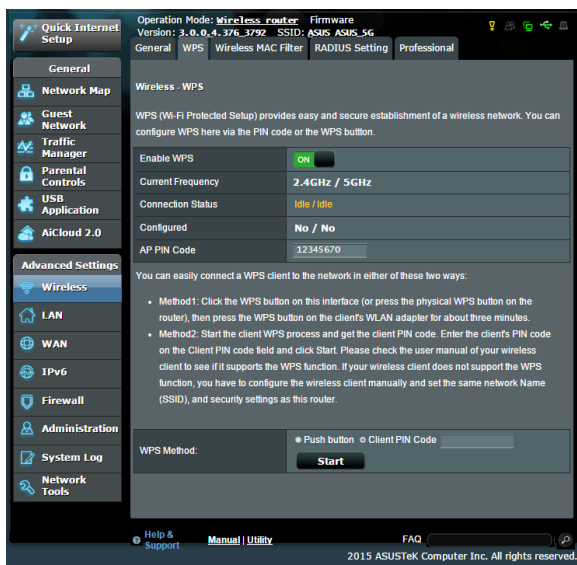 Quick Internet
Setup
Operation Mode: Wireless router Firmware
Version: 3.0.0.4.376_3792 SSID: ASUS ASUS_5G
General WPS Wireless MAC Filter RADIUS Setting Professional
General
Network Map
Guest
Network
Traffic
Manager
Parental
Controls
USB
Application
AiCloud 2.0
Advanced Settings
Wireless
LAN
WAN
IPv6
Firewall
Administration
System Log
Network
Tools
Wireless - WPS
WPS (Wi-Fi Protected Setup) provides easy and secure establishment of a wireless network. You can
configure WPS here via the PIN code or the WPS button.
Enable WPS ON
Current Frequency 2.4GHz / 5GHz
Connection Status Idle / Idle
Configured No / No
AP PIN Code 12345670
You can easily connect a WPS client to the network in either of these two ways:
• Method1: Click the WPS button on this interface (or press the physical WPS button on the
router), then press the WPS button on the client's WLAN adapter for about three minutes.
• Method2: Start the client WPS process and get the client PIN code. Enter the client's PIN code
on the Client PIN code field and click Start. Please check the user manual of your wireless
client to see if it supports the WPS function. If your wireless client does not support the WPS
function, you have to configure the wireless client manually and set the same network Name
(SSID), and security settings as this router.
WPS Method: Push button Client PIN Code
Start
Help &
Support
Manual | Utility
FAQ
2015 ASUSTeK Computer Inc. All rights reserved.